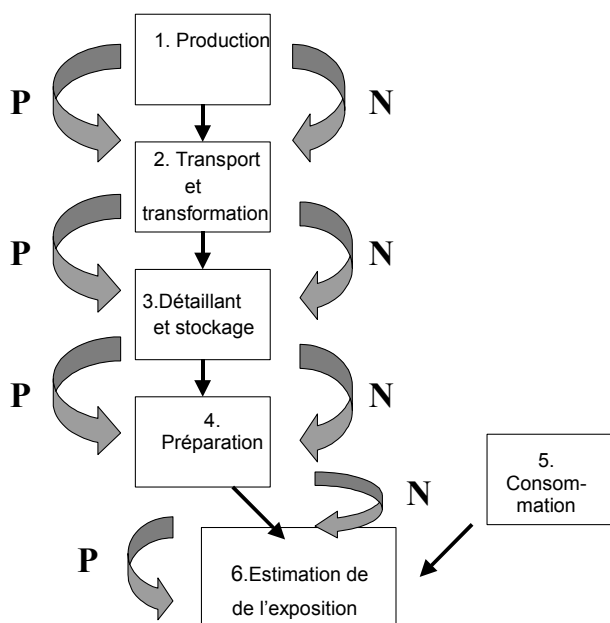 1. Production
P
N
2. Transport
et
transformation
P
N
3.Détaillant
et stockage
P
N
4.
Préparation
5.
Consom-
mation
N
P
6.Estimation de
de l'exposition